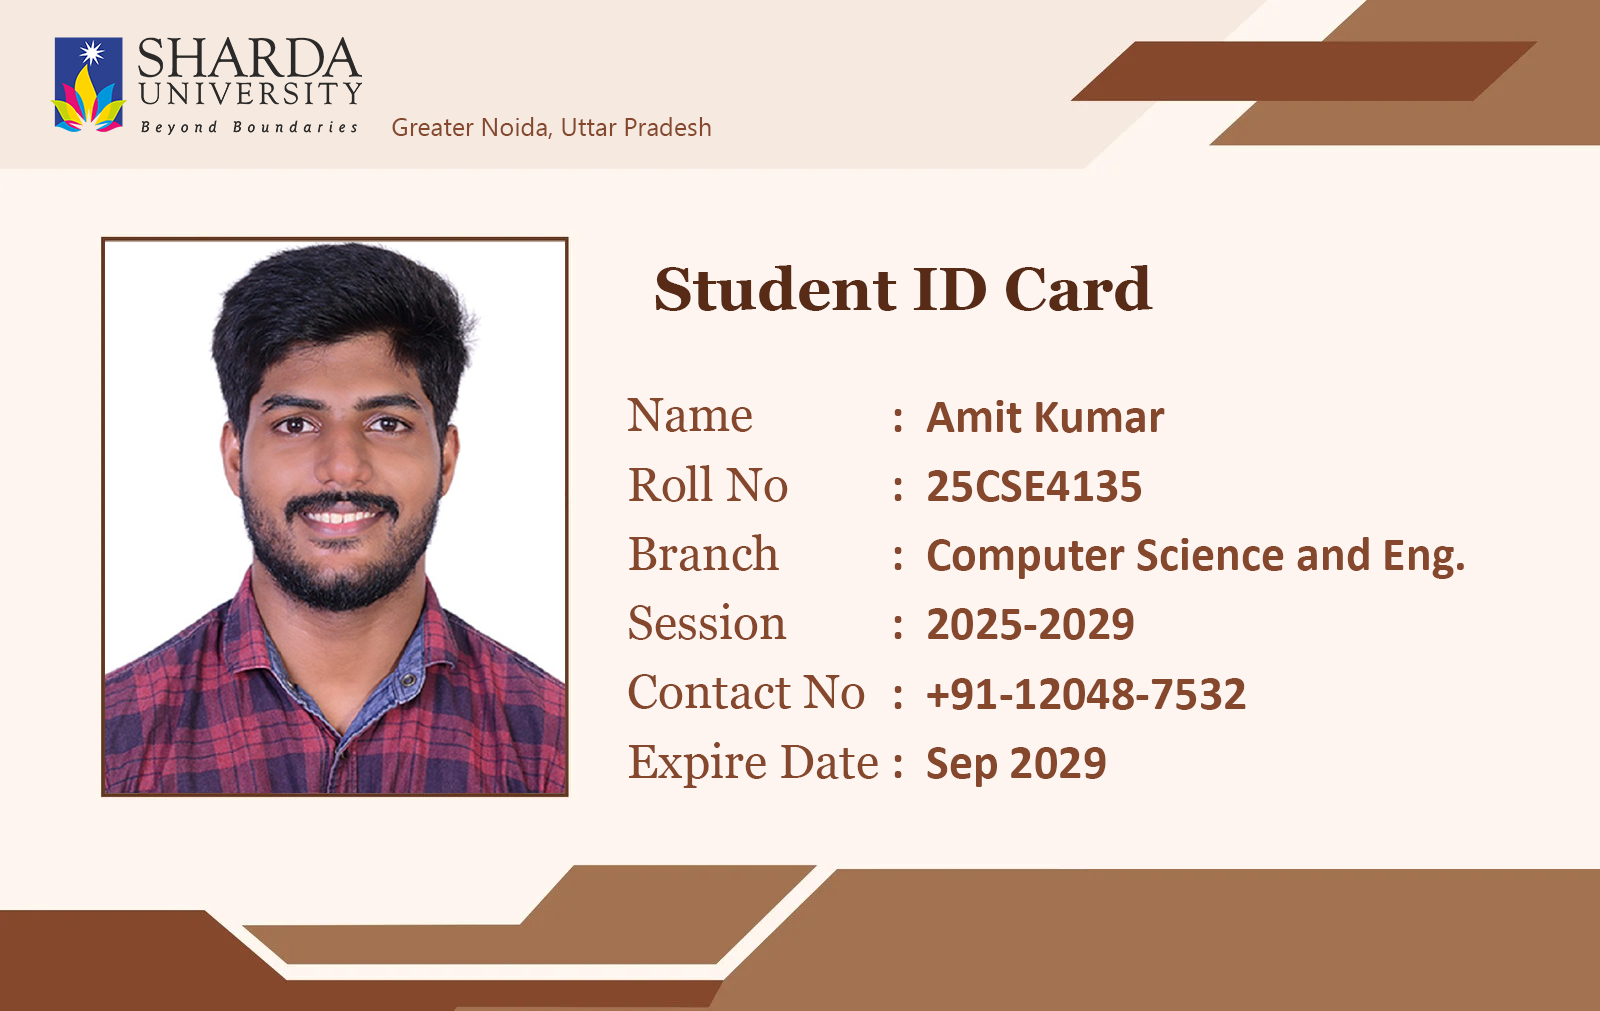 SHARDA
UNIVERSITY
Beyond Boundaries
Greater Noida, Uttar Pradesh
Student ID Card
Name : Amit Kumar
Roll No : 25CSE4135
Branch : Computer Science and Eng.
Session : 2025-2029
Contact No : +91-12048-7532
Expire Date : Sep 2029